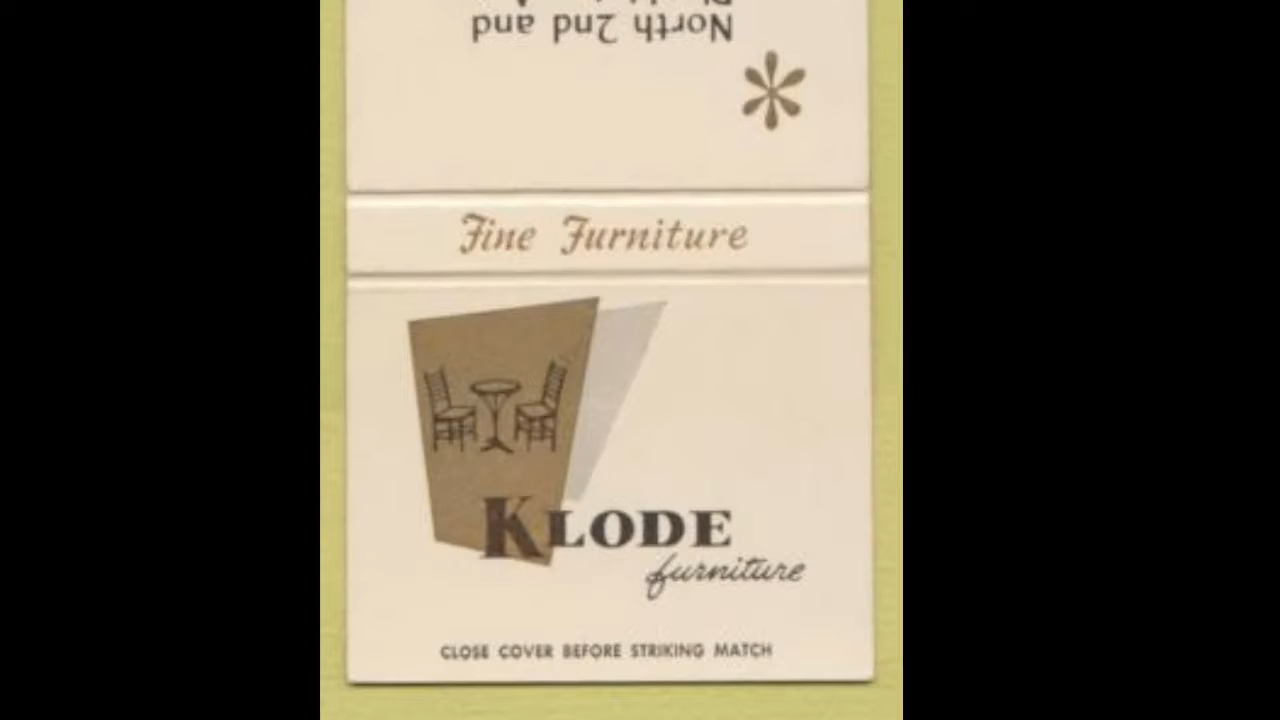 North 2nd and
Fine Furniture
KLODE
furniture
CLOSE COVER BEFORE STRIKING MATCH